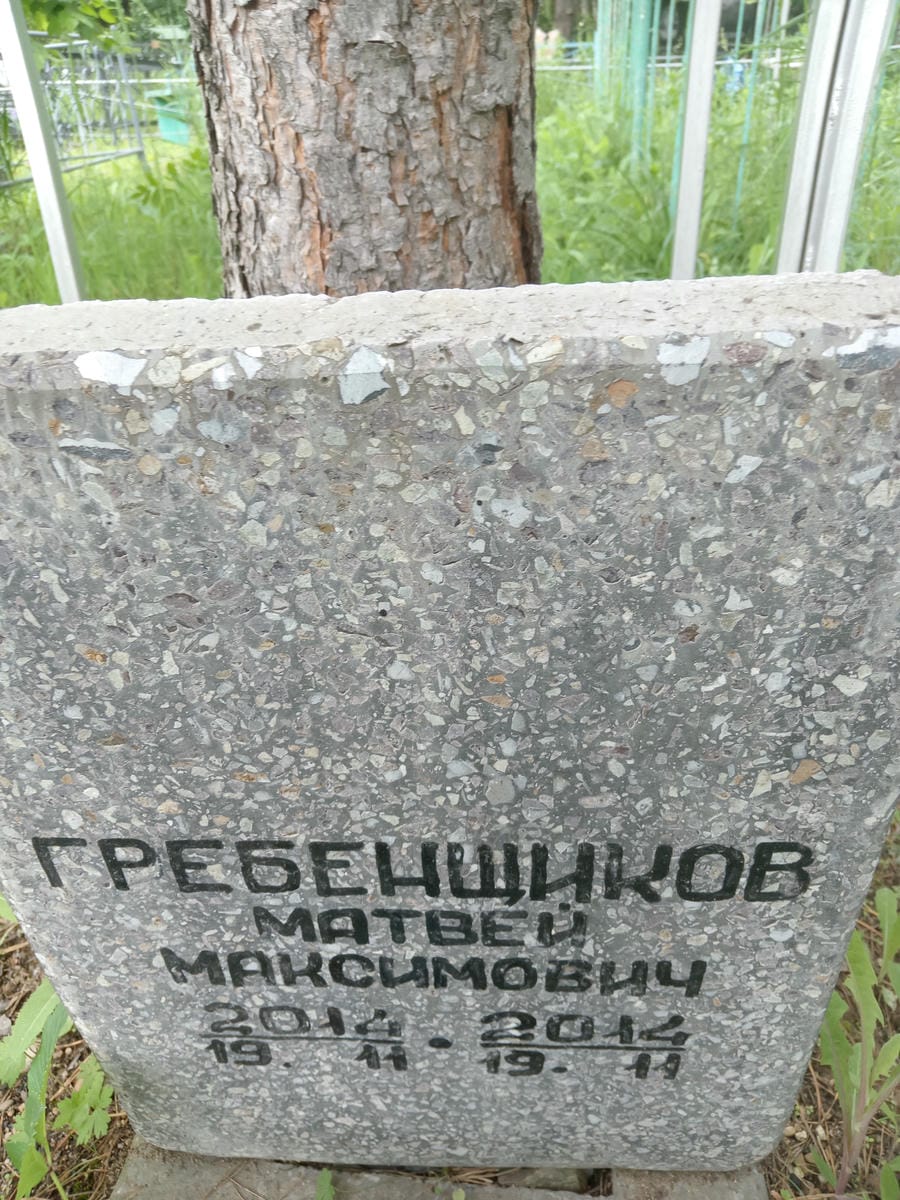 ГРЕБЕНЩИКОВ
МАТВЕЙ
МАКСИМОВИЧ
2014 • 2014
19. 11 19. 11